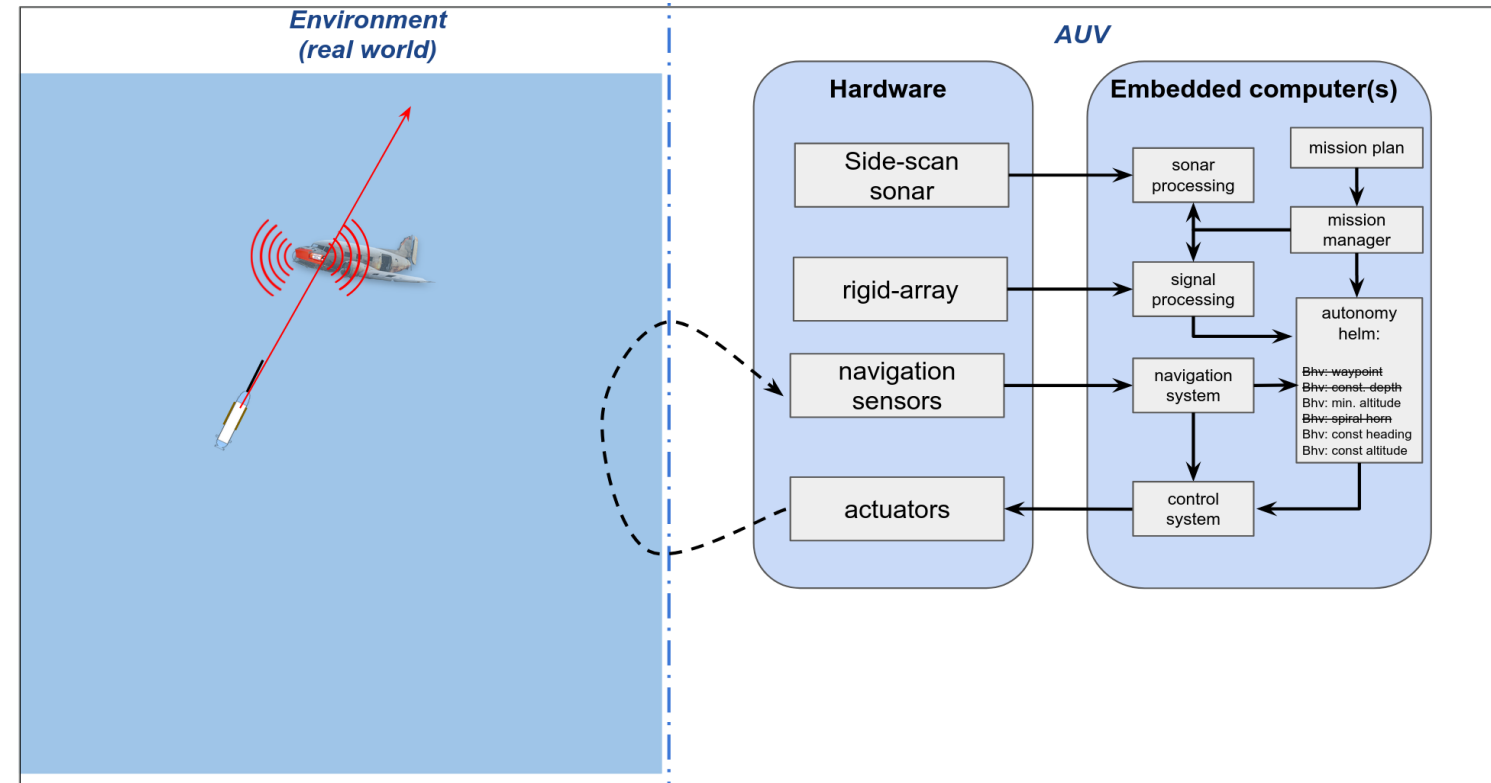 Environment
(real world)
AUV
Hardware
Side-scan
sonar
rigid-array
navigation
sensors
actuators
Embedded computer(s)
sonar
processing
mission plan
mission
manager
signal
processing
autonomy
helm:
Bhv: waypoint
Bhv: const. depth
Bhv: min. altitude
Bhv: spiral horn
Bhv: const heading
Bhv: const altitude
navigation
system
control
system